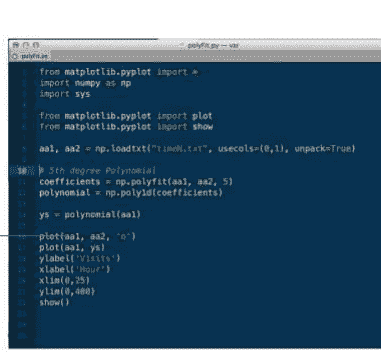 polyfit.py — var
polyfit.py
from matplotlib.pyplot import *
import numpy as np
import sys
from matplotlib.pyplot import plot
from matplotlib.pyplot import show
aa1, aa2 = np.loadtxt("timeN.txt", usecols=(0,1), unpack=True)
10 # 5th degree Polynomial
coefficients = np.polyfit(aa1, aa2, 5)
polynomial = np.poly1d(coefficients)
ys = polynomial(aa1)
plot(aa1, aa2, 'o')
plot(aa1, ys)
ylabel('Visits')
xlabel('Hour')
xlim(0,25)
ylim(0,400)
show()